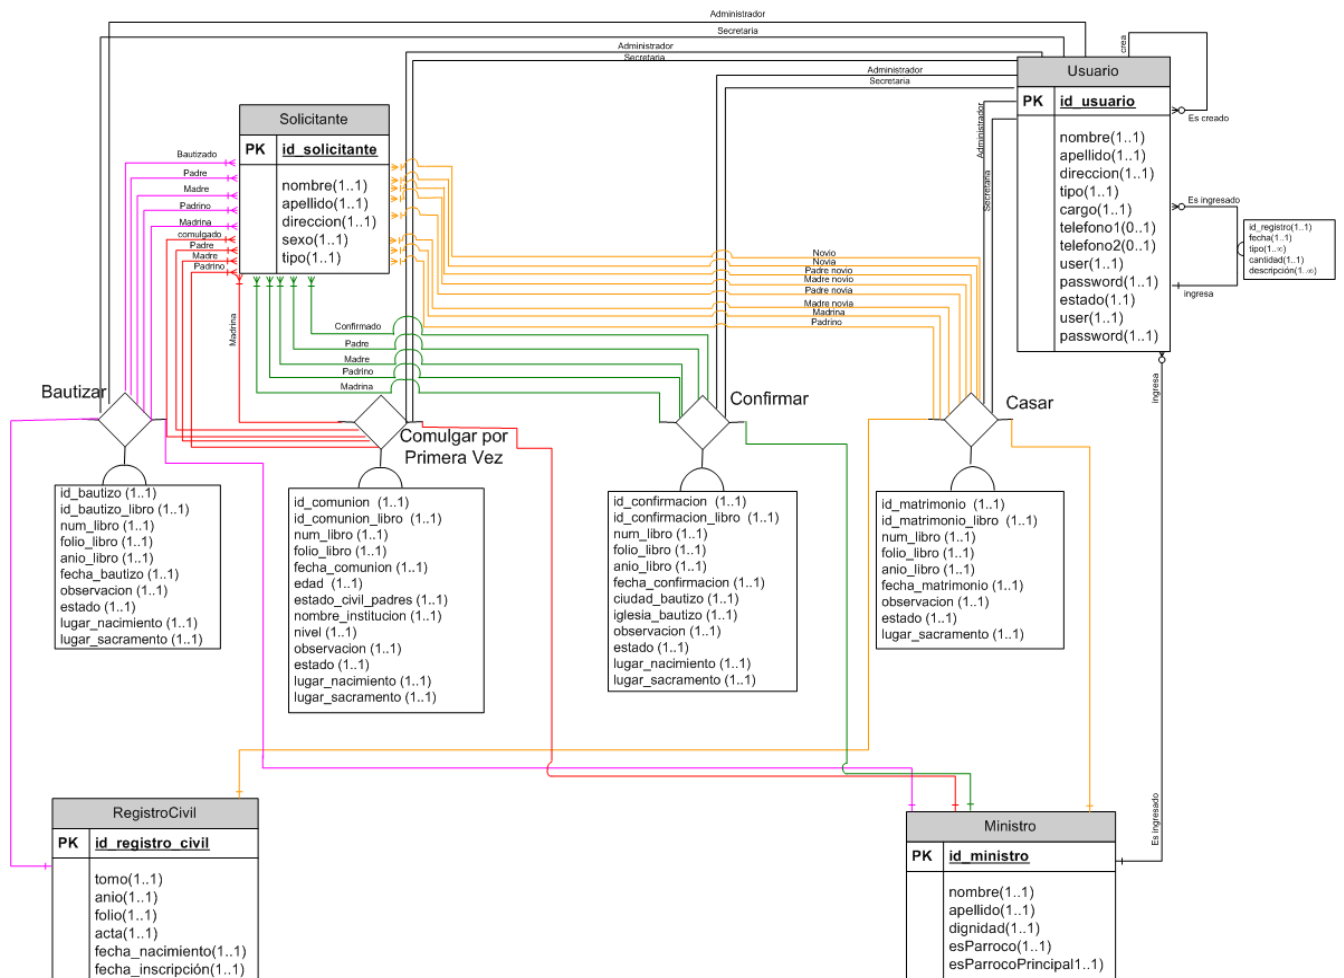 Administrador
Secretaria
Administrador
Secretaria
Administrador
Secretaria
Administrador
Secretaria
crea
Es creado
Usuario
PK id_usuario
nombre(1..1)
apellido(1..1)
direccion(1..1)
tipo(1..1)
cargo(1..1)
telefono1(0..1)
telefono2(0..1)
user(1..1)
password(1..1)
estado(1.1)
user(1..1)
password(1..1)
Es ingresado
ingresa
id_registro(1..1)
fecha(1..1)
tipo(1..∞)
cantidad(1..1)
descripción(1..∞)
Solicitante
PK id_solicitante
nombre(1..1)
apellido(1..1)
direccion(1..1)
sexo(1..1)
tipo(1..1)
Bautizado
Padre
Madre
Padrino
Madrina
comulgado
Padre
Madre
Padrino
Madrina
Novio
Novia
Padre novio
Madre novio
Padre novia
Madre novia
Madrina
Padrino
Confirmado
Padre
Madre
Padrino
Madrina
ingresa
Es ingresado
Bautizar
Comulgar por
Primera Vez
Confirmar
Casar
id_bautizo (1..1)
id_bautizo_libro (1..1)
num_libro (1..1)
folio_libro (1..1)
anio_libro (1..1)
fecha_bautizo (1..1)
observacion (1..1)
estado (1..1)
lugar_nacimiento (1..1)
lugar_sacramento (1..1)
id_comunion (1..1)
id_comunion_libro (1..1)
num_libro (1..1)
folio_libro (1..1)
fecha_comunion (1..1)
edad (1..1)
estado_civil_padres (1..1)
nombre_institucion (1..1)
nivel (1..1)
observacion (1..1)
estado (1..1)
lugar_nacimiento (1..1)
lugar_sacramento (1..1)
id_confirmacion (1..1)
id_confirmacion_libro (1..1)
num_libro (1..1)
folio_libro (1..1)
anio_libro (1..1)
fecha_confirmacion (1..1)
ciudad_bautizo (1..1)
iglesia_bautizo (1..1)
observacion (1..1)
estado (1..1)
lugar_nacimiento (1..1)
lugar_sacramento (1..1)
id_matrimonio (1..1)
id_matrimonio_libro (1..1)
num_libro (1..1)
folio_libro (1..1)
anio_libro (1..1)
fecha_matrimonio (1..1)
observacion (1..1)
estado (1..1)
lugar_sacramento (1..1)
RegistroCivil
PK id_registro_civil
tomo(1..1)
anio(1..1)
folio(1..1)
acta(1..1)
fecha_nacimiento(1..1)
fecha_inscripción(1..1)
Ministro
PK id_ministro
nombre(1..1)
apellido(1..1)
dignidad(1..1)
esParroco(1..1)
esParrocoPrincipal1..1)